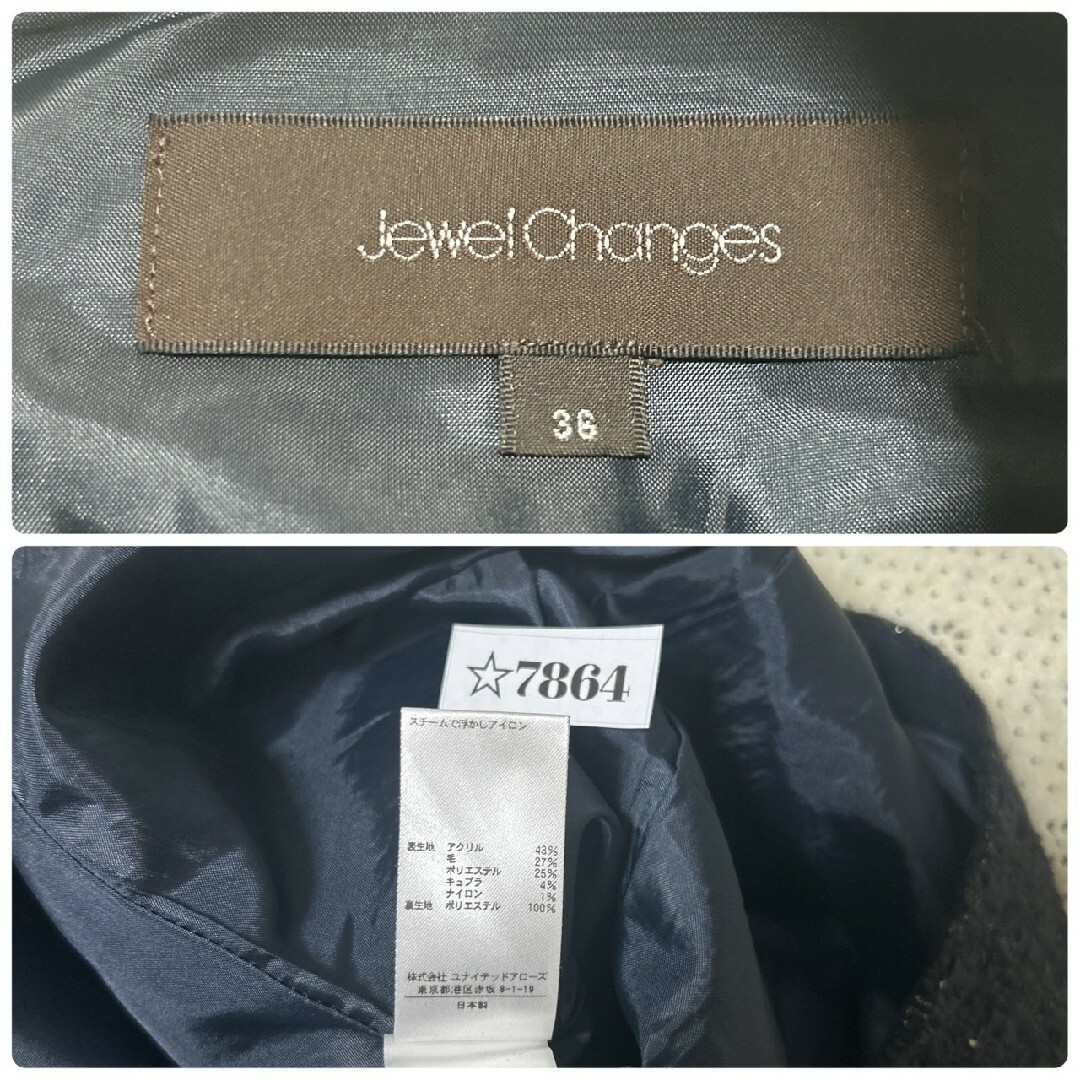 Jewel Changes
36
☆7864
スチームで浮かしアイロン
表生地 アクリル 43%
毛 27%
ポリエステル 25%
キュプラ 4%
ナイロン 1%
裏生地 ポリエステル 100%
株式会社 ユナイテッドアローズ
東京都港区赤坂 8-1-19
日本製